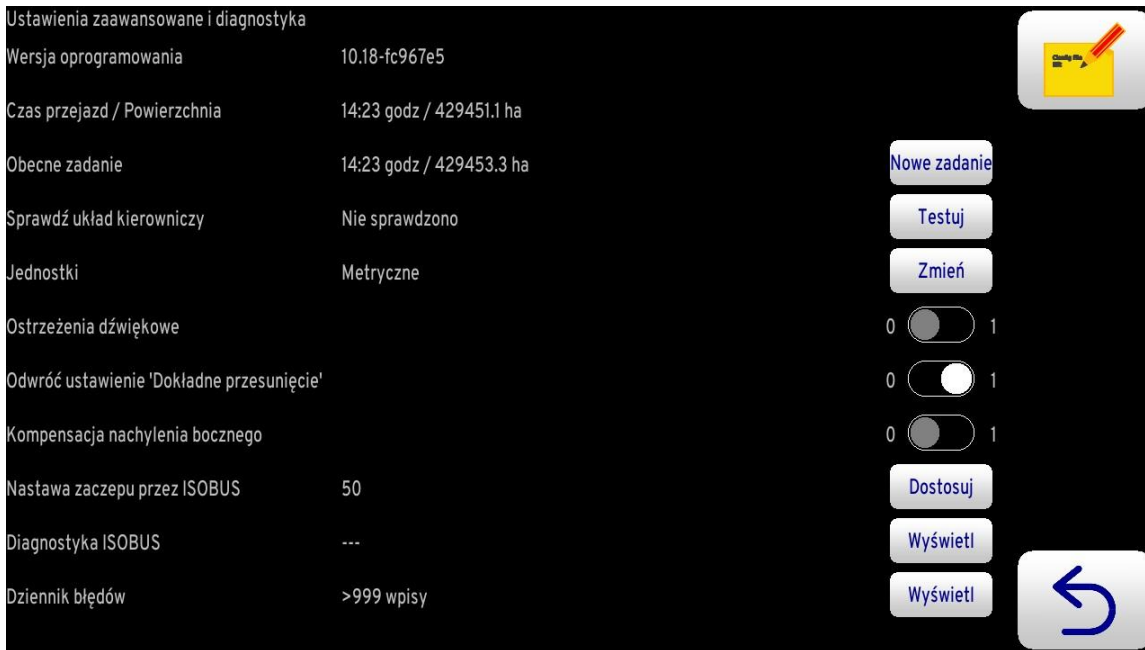 Ustawienia zaawansowane i diagnostyka
Wersja oprogramowania 10.18-fc967e5
Czas przejazd / Powierzchnia 14:23 godz / 429451.1 ha
Obecne zadanie 14:23 godz / 429453.3 ha Nowe zadanie
Sprawdź układ kierowniczy Nie sprawdzono Testuj
Jednostki Metryczne Zmień
Ostrzeżenia dźwiękowe 0 1
Odwróć ustawienie 'Dokładne przesunięcie' 0 1
Kompensacja nachylenia bocznego 0 1
Nastawa zaczepu przez ISOBUS 50 Dostosuj
Diagnostyka ISOBUS --- Wyświetl
Dziennik błędów >999 wpisy Wyświetl